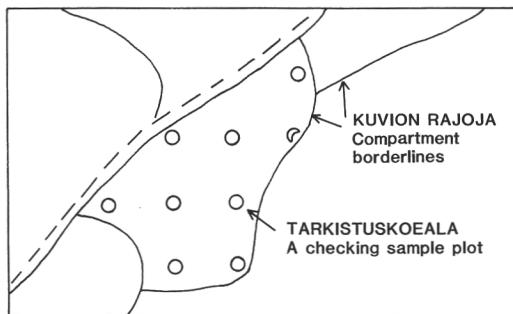 KUVION RAJOJA
Compartment
borderlines
TARKISTUSKOEALA
A checking sample plot